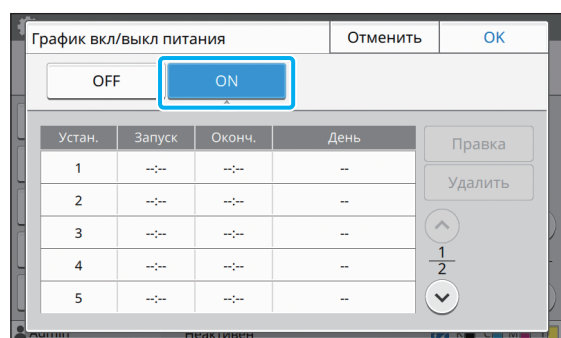 График вкл/выкл питания Отменить OK
OFF ON
Устан. Запуск Оконч. День Правка
1 --:-- --:-- --
Удалить
2 --:-- --:-- --
3 --:-- --:-- --
1
4 --:-- --:-- --
2
5 --:-- --:-- --
Admin Неактивен K C M Y